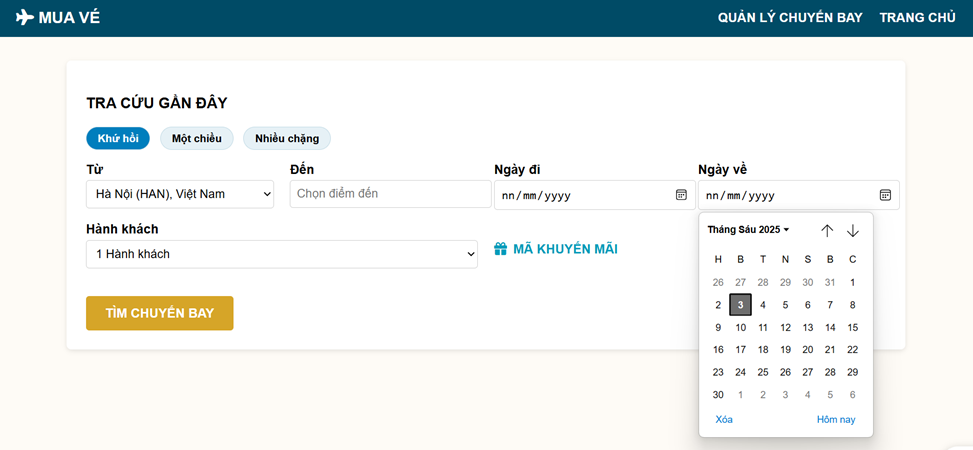 MUA VÉ
QUẢN LÝ CHUYẾN BAY TRANG CHỦ
TRA CỨU GẦN ĐÂY
Khứ hồi Một chiều Nhiều chặng
Từ Đến Ngày đi Ngày về
Hà Nội (HAN), Việt Nam Chọn điểm đến nn/mm/yyyy nn/mm/yyyy
Hành khách
1 Hành khách
MÃ KHUYẾN MÃI
TÌM CHUYẾN BAY
Tháng Sáu 2025
H B T N S B C
26 27 28 29 30 31 1
2 3 4 5 6 7 8
9 10 11 12 13 14 15
16 17 18 19 20 21 22
23 24 25 26 27 28 29
30 1 2 3 4 5 6
Xóa Hôm nay